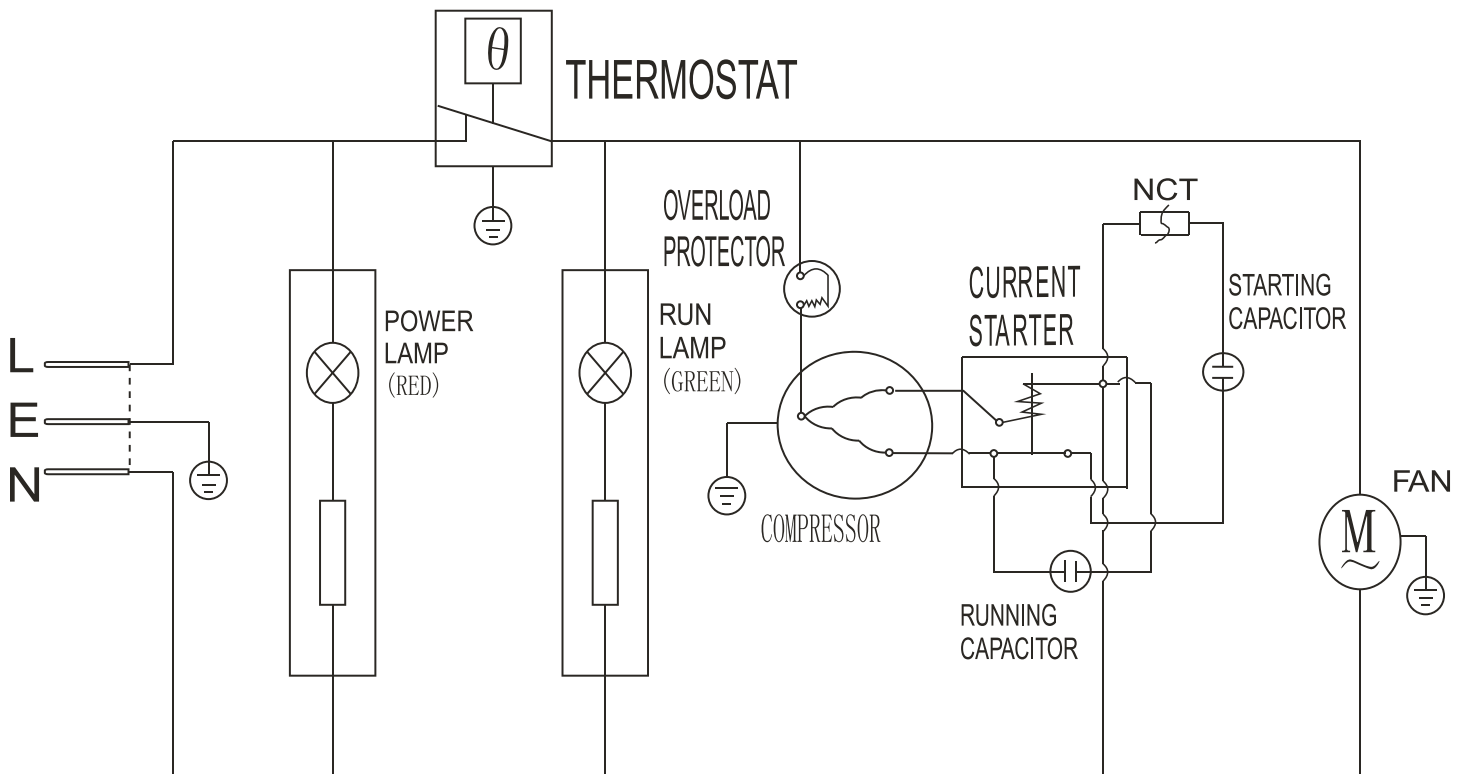 θ
THERMOSTAT
NCT
OVERLOAD
PROTECTOR
CURRENT
STARTER
STARTING
CAPACITOR
POWER
LAMP
(RED)
RUN
LAMP
(GREEN)
L
E
N
FAN
M
~
COMPRESSOR
RUNNING
CAPACITOR